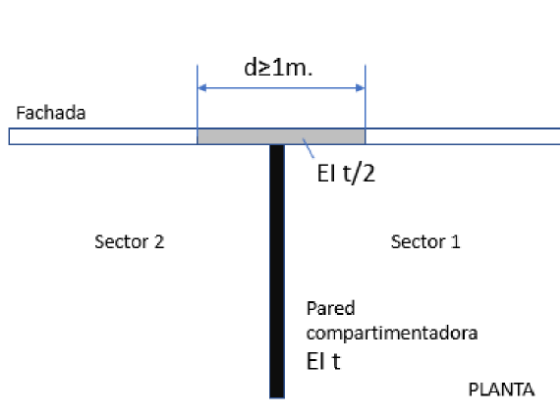 d≥1m.
Fachada
EI t/2
Sector 2
Sector 1
Pared
compartimentadora
EI t
PLANTA